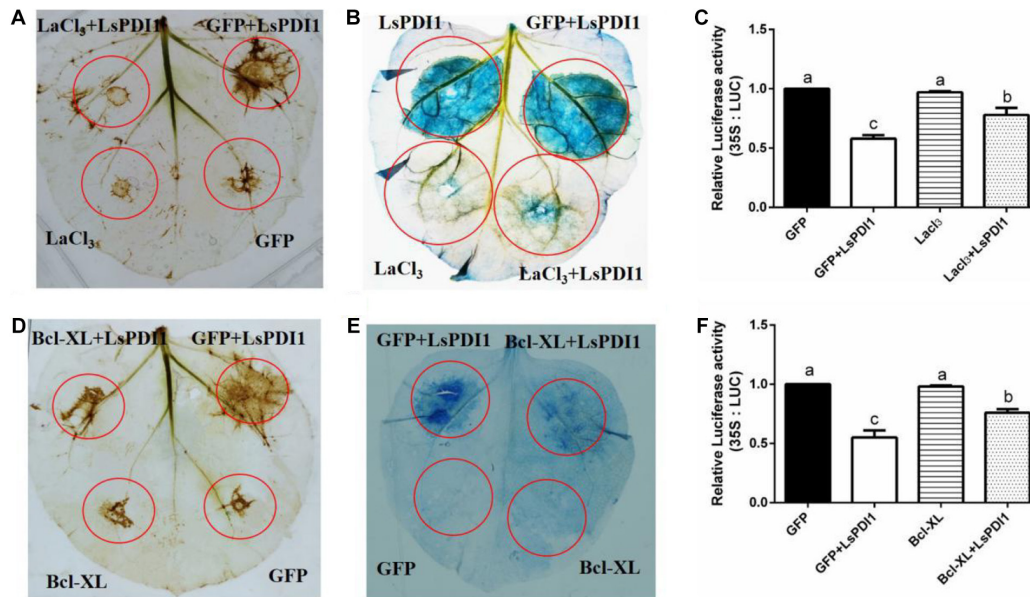 A
LaCl₃+LsPDI1 GFP+LsPDI1
LaCl₃
GFP
B
LsPDI1 GFP+LsPDI1
LaCl₃
LaCl₃+LsPDI1
C
Relative Luciferase activity
(35S : LUC)
1.5
1.0
0.5
0.0
a
c
a
b
GFP
GFP+LsPDI1
Lacl₃
Lacl₃+LsPDI1
D
Bcl-XL+LsPDI1 GFP+LsPDI1
Bcl-XL
GFP
E
GFP+LsPDI1 Bcl-XL+LsPDI1
GFP
Bcl-XL
F
Relative Luciferase activity
(35S : LUC)
1.5
1.0
0.5
0.0
a
c
a
b
GFP
GFP+LsPDI1
Bcl-XL
Bcl-XL+LsPDI1